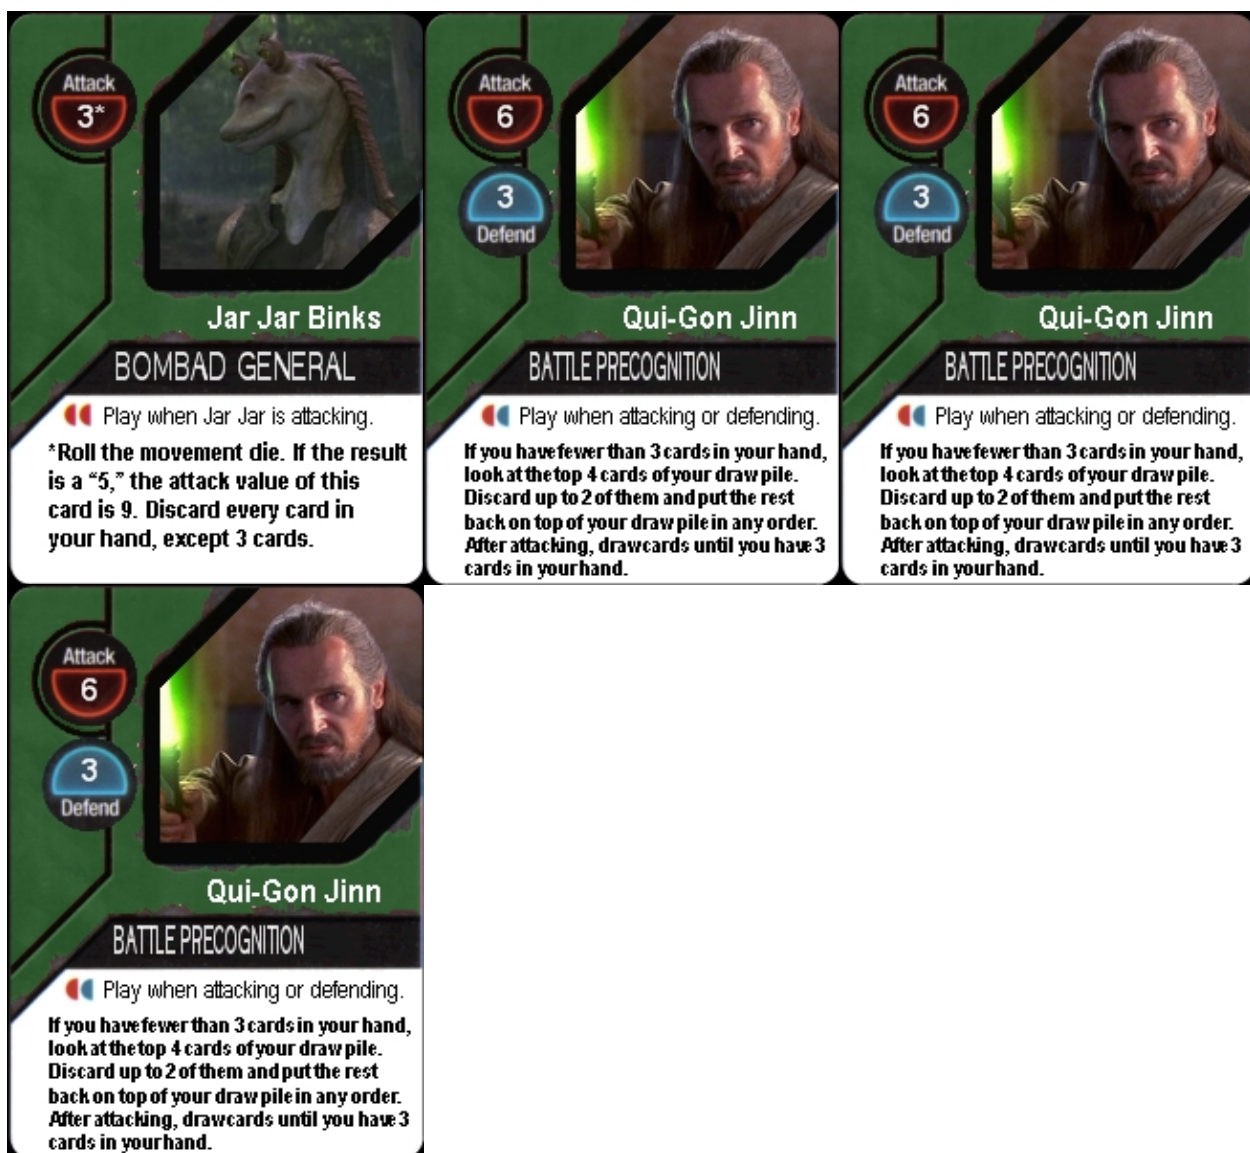 Attack
3*
Jar Jar Binks
BOMBAD GENERAL
Play when Jar Jar is attacking.
*Roll the movement die. If the result
is a “5,” the attack value of this
card is 9. Discard every card in
your hand, except 3 cards.
Attack
6
3
Defend
Qui-Gon Jinn
BATTLE PRECOGNITION
Play when attacking or defending.
If you have fewer than 3 cards in your hand,
look at the top 4 cards of your draw pile.
Discard up to 2 of them and put the rest
back on top of your draw pile in any order.
After attacking, draw cards until you have 3
cards in your hand.
Attack
6
3
Defend
Qui-Gon Jinn
BATTLE PRECOGNITION
Play when attacking or defending.
If you have fewer than 3 cards in your hand,
look at the top 4 cards of your draw pile.
Discard up to 2 of them and put the rest
back on top of your draw pile in any order.
After attacking, draw cards until you have 3
cards in your hand.
Attack
6
3
Defend
Qui-Gon Jinn
BATTLE PRECOGNITION
Play when attacking or defending.
If you have fewer than 3 cards in your hand,
look at the top 4 cards of your draw pile.
Discard up to 2 of them and put the rest
back on top of your draw pile in any order.
After attacking, draw cards until you have 3
cards in your hand.